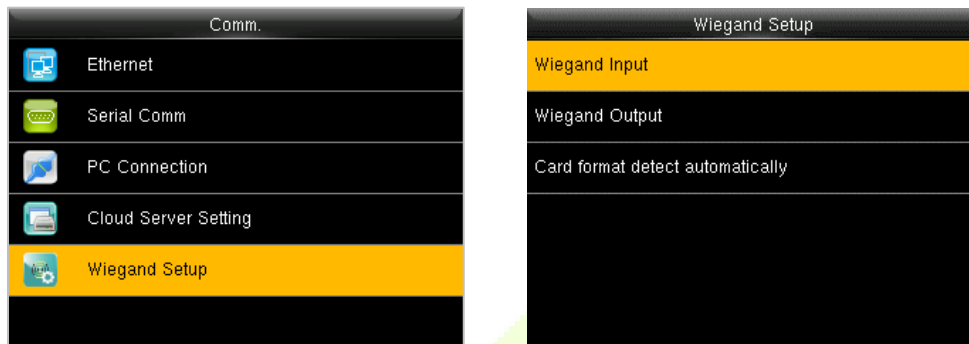 Comm.
Ethernet
Serial Comm
PC Connection
Cloud Server Setting
Wiegand Setup
Wiegand Setup
Wiegand Input
Wiegand Output
Card format detect automatically